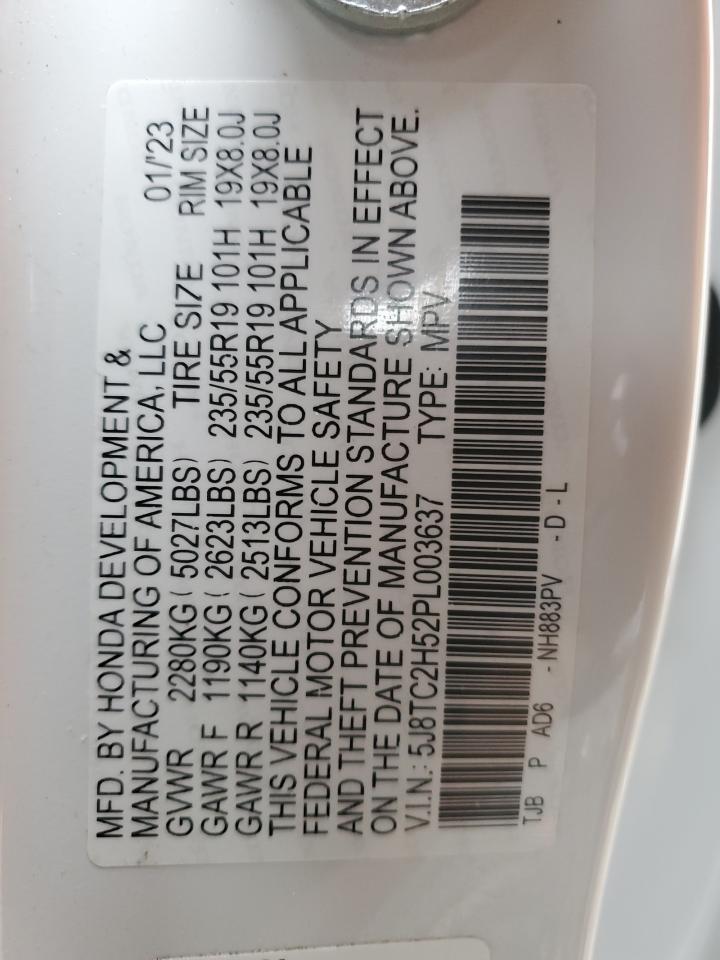 MFD. BY HONDA DEVELOPMENT &
MANUFACTURING OF AMERICA, LLC 01/'23
GVWR 2280KG ( 5027LBS) TIRE SIZE RIM SIZE
GAWR F 1190KG ( 2623LBS) 235/55R19 101H 19X8.0J
GAWR R 1140KG ( 2513LBS) 235/55R19 101H 19X8.0J
THIS VEHICLE CONFORMS TO ALL APPLICABLE
FEDERAL MOTOR VEHICLE SAFETY
AND THEFT PREVENTION STANDARDS IN EFFECT
ON THE DATE OF MANUFACTURE SHOWN ABOVE.
V.I.N.: 5J8TC2H52PL003637 TYPE: MPV
TJB P AD6 - NH883PV - D - L